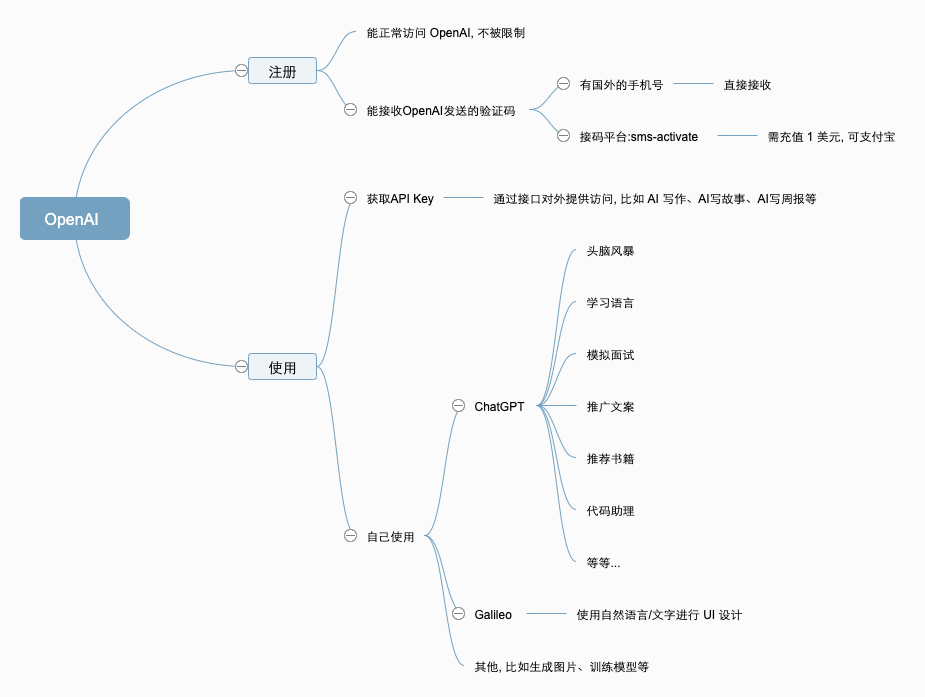 OpenAI
注册
能正常访问 OpenAI, 不被限制
能接收OpenAI发送的验证码
有国外的手机号
直接接收
接码平台:sms-activate
需充值 1 美元, 可支付宝
使用
获取API Key
通过接口对外提供访问, 比如 AI 写作、AI写故事、AI写周报等
自己使用
ChatGPT
头脑风暴
学习语言
模拟面试
推广文案
推荐书籍
代码助理
等等...
Galileo
使用自然语言/文字进行 UI 设计
其他, 比如生成图片、训练模型等